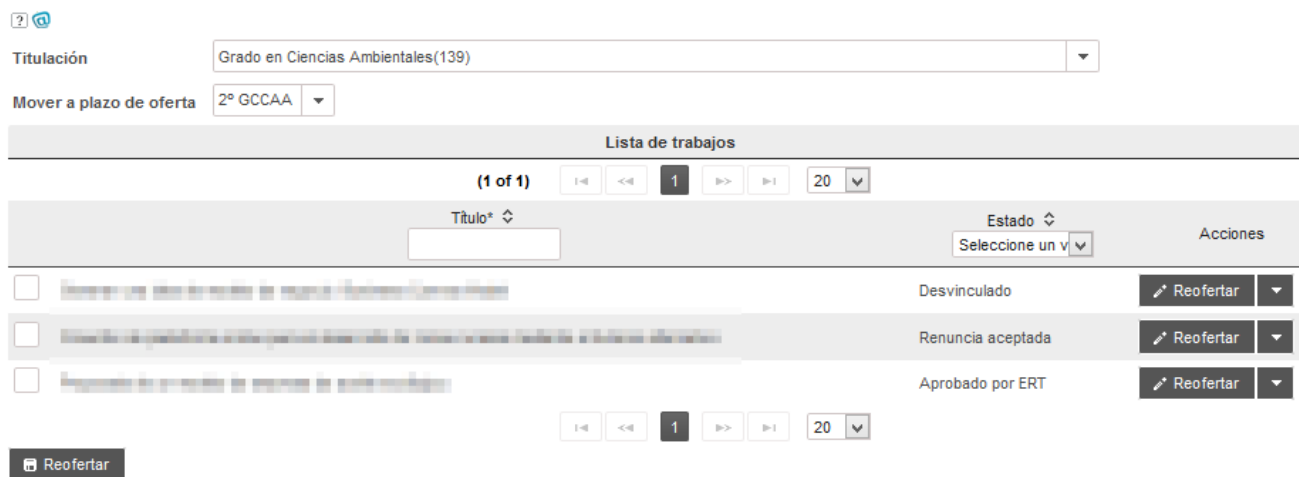 ?
Titulación Grado en Ciencias Ambientales(139)
Mover a plazo de oferta 2º GCCAA
Lista de trabajos
(1 of 1) 1 20
Título* Estado Acciones
Seleccione un v
Desvinculado Reofertar
Renuncia aceptada Reofertar
Aprobado por ERT Reofertar
1 20
Reofertar